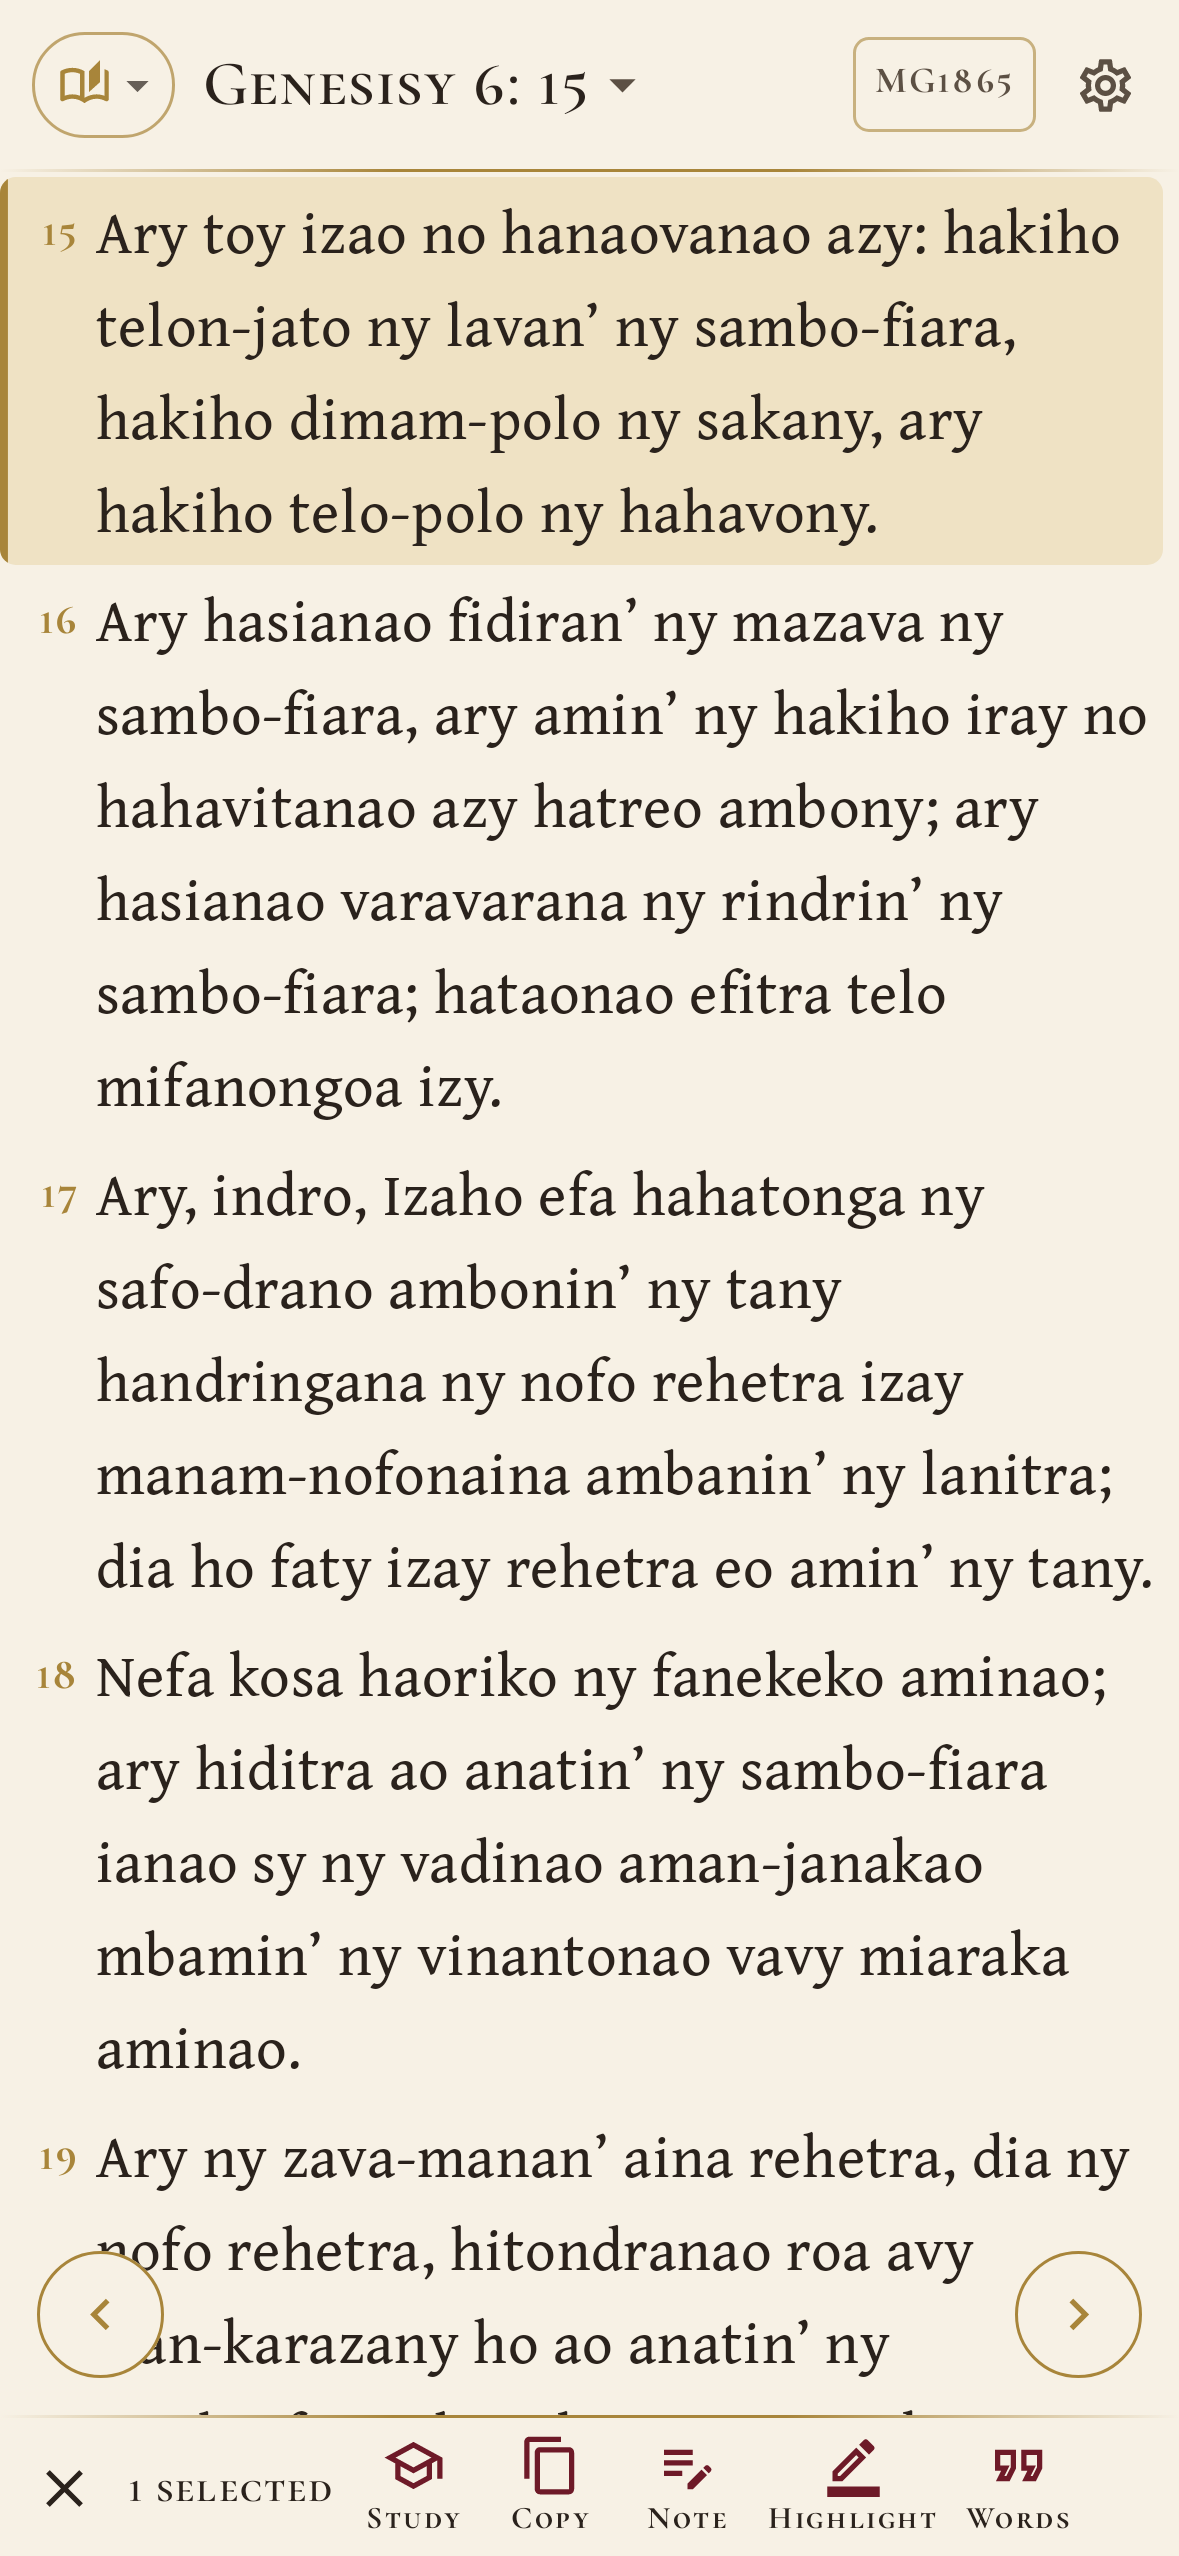 Genesisy 6: 15
MG1865
15 Ary toy izao no hanaovanao azy: hakiho
telon-jato ny lavan’ ny sambo-fiara,
hakiho dimam-polo ny sakany, ary
hakiho telo-polo ny hahavony.
16 Ary hasianao fidiran’ ny mazava ny
sambo-fiara, ary amin’ ny hakiho iray no
hahavitanao azy hatreo ambony; ary
hasianao varavarana ny rindrin’ ny
sambo-fiara; hataonao efitra telo
mifanongoa izy.
17 Ary, indro, Izaho efa hahatonga ny
safo-drano ambonin’ ny tany
handringana ny nofo rehetra izay
manam-nofonaina ambanin’ ny lanitra;
dia ho faty izay rehetra eo amin’ ny tany.
18 Nefa kosa haoriko ny fanekeko aminao;
ary hiditra ao anatin’ ny sambo-fiara
ianao sy ny vadinao aman-janakao
mbamin’ ny vinantonao vavy miaraka
aminao.
19 Ary ny zava-manan’ aina rehetra, dia ny
nofo rehetra, hitondranao roa avy
an-karazany ho ao anatin’ ny
1 selected
Study
Copy
Note
Highlight
Words